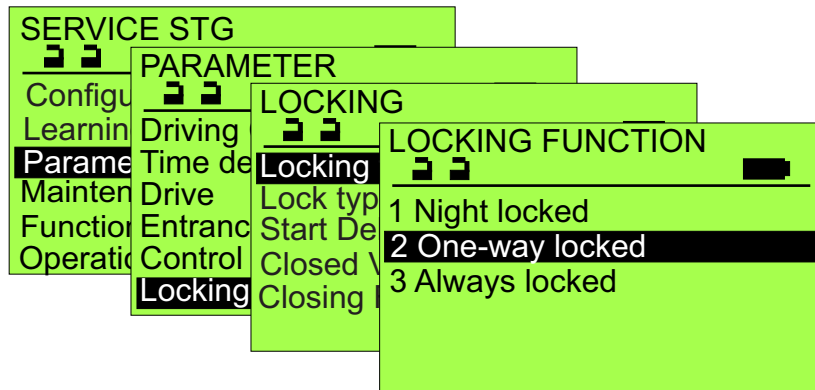 SERVICE STG
Configu
Learnin
Parame
Mainten
Function
Operati
PARAMETER
Driving
Time de
Drive
Entranc
Control
Locking
LOCKING
Locking
Lock typ
Start De
Closed V
Closing
LOCKING FUNCTION
1 Night locked
2 One-way locked
3 Always locked